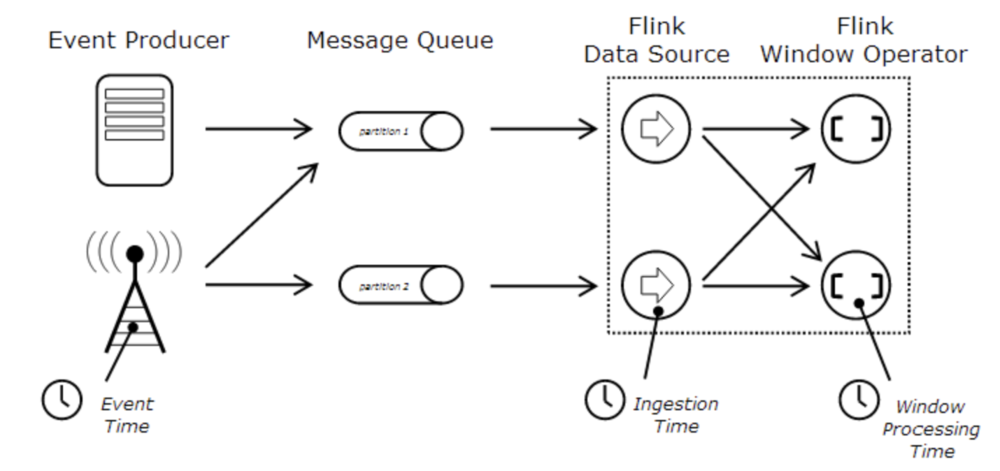 Event Producer
Message Queue
Flink
Data Source
Flink
Window Operator
partition 1
partition 2
Event
Time
Ingestion
Time
Window
Processing
Time